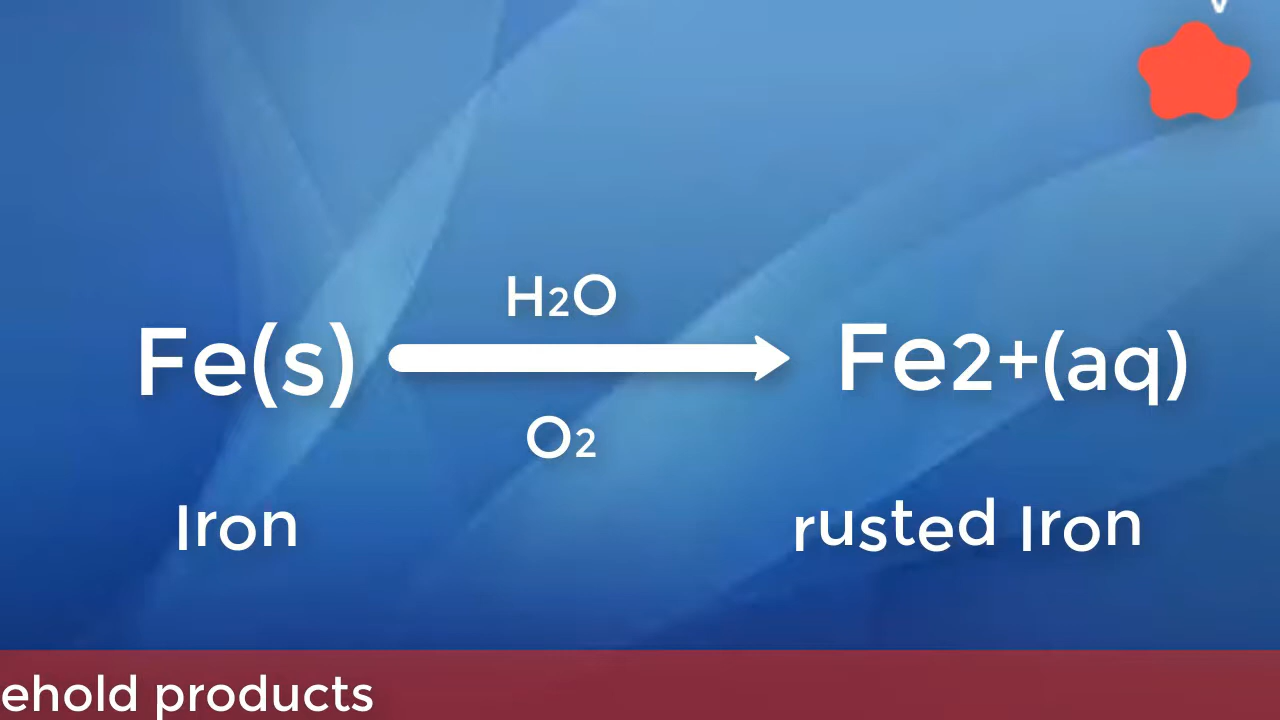 H2O
Fe(s) Fe2+(aq)
O2
Iron rusted Iron
ehold products